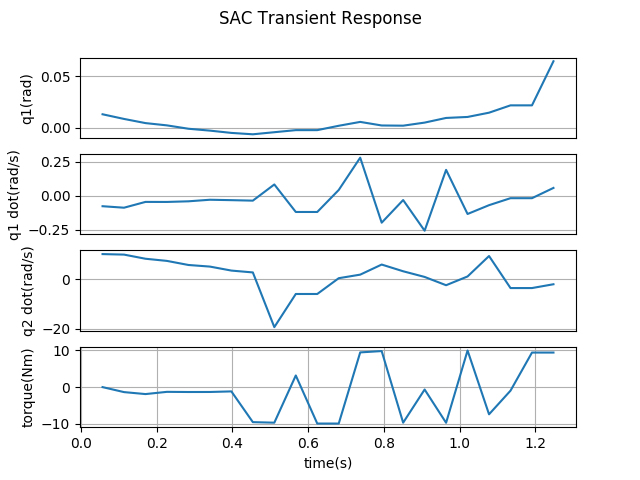 SAC Transient Response
q1(rad)
0.05
0.00
q1 dot(rad/s)
0.25
0.00
−0.25
q2 dot(rad/s)
0
−20
torque(Nm)
10
0
−10
0.0 0.2 0.4 0.6 0.8 1.0 1.2
time(s)